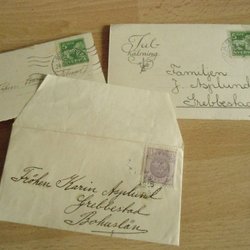 Jul-
hälsning
Familjen
J. Asplund
Grebbestad
Fröken Karin Asplund
Grebbestad
Bohuslän